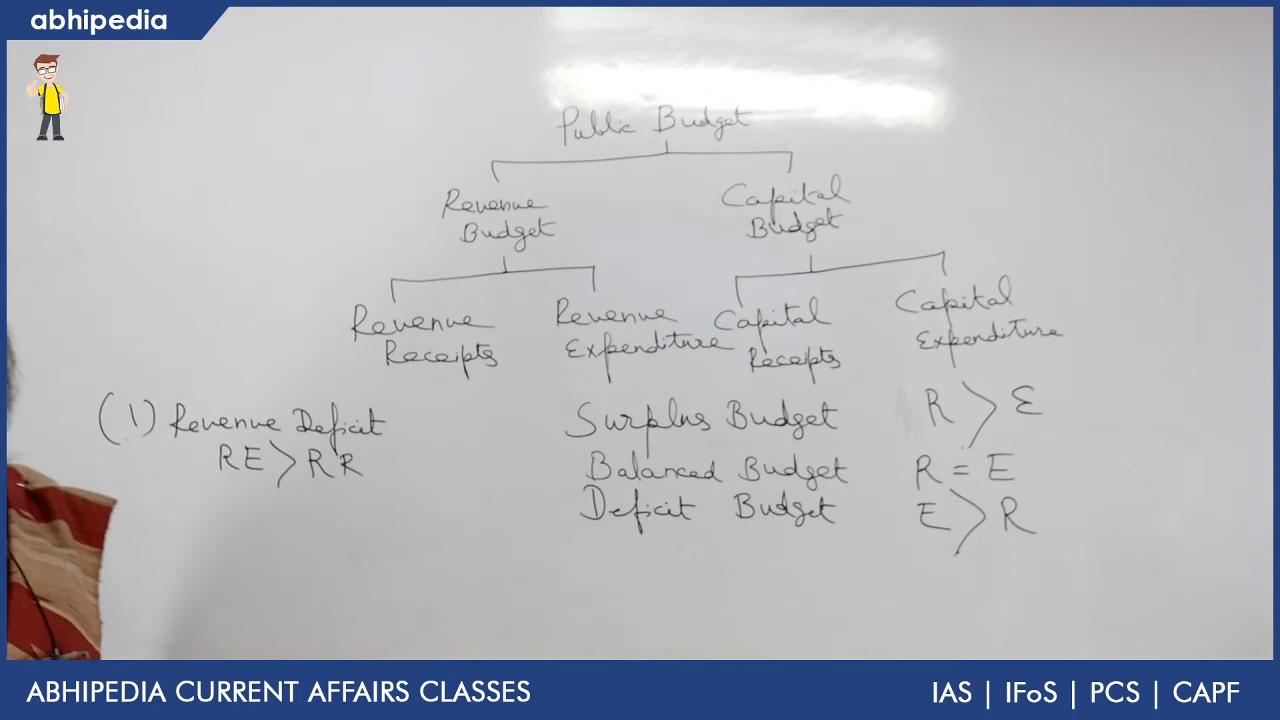 abhipedia
Public Budget
Revenue
Budget
Capital
Budget
Revenue
Receipts
Revenue
Expenditure
Capital
Receipts
Capital
Expenditure
(1) Revenue Deficit
RE > RR
Surplus Budget R > E
Balanced Budget R = E
Deficit Budget E > R
ABHIPEDIA CURRENT AFFAIRS CLASSES
IAS | IFoS | PCS | CAPF